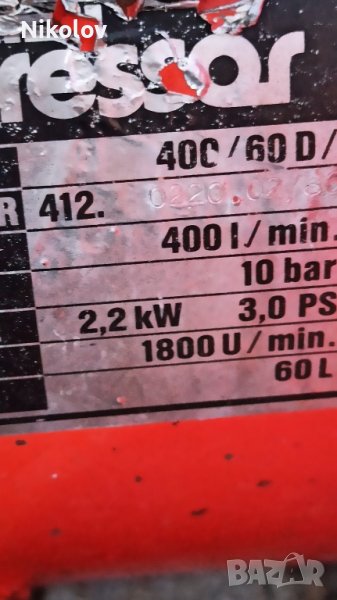 Nikolov
ressor
400/60 D/
R 412.
400 l/min.
10 bar
2,2 kW 3,0 PS
1800 U/min.
60 L
BAZAR